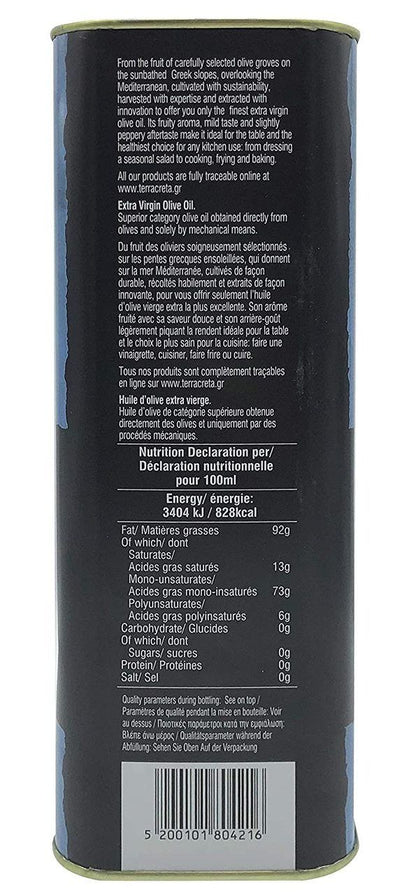 From the fruit of carefully selected olive groves on
the sunbathed Greek slopes, overlooking the
Mediterranean, cultivated with sustainability,
harvested with expertise and extracted with
innovation to offer you only the finest extra virgin
olive oil. Its fruity aroma, mild taste and slightly
peppery aftertaste make it ideal for the table and the
healthiest choice for any kitchen use: from dressing
a seasonal salad to cooking, frying and baking.
All our products are fully traceable online at
www.terracreta.gr
Extra Virgin Olive Oil.
Superior category olive oil obtained directly from
olives and solely by mechanical means.
Du fruit des oliviers soigneusement sélectionnés
sur les pentes grecques ensoleillées, qui donnent
sur la mer Méditerranée, cultivés de façon
durable, récoltés habilement et extraits de façon
innovante, pour vous offrir seulement l'huile
d'olive vierge extra la plus excellente. Son arôme
fruité avec sa saveur douce et son arrière-goût
légèrement piquant la rendent idéale pour la table
et le choix le plus sain pour la cuisine: faire une
vinaigrette, cuisiner, faire frire ou cuire.
Tous nos produits sont complètement traçables
en ligne sur www.terracreta.gr
Huile d'olive extra vierge.
Huile d'olive de catégorie supérieure obtenue
directement des olives et uniquement par des
procédés mécaniques.
Nutrition Declaration per/
Déclaration nutritionnelle
pour 100ml
Energy/ énergie:
3404 kJ / 828kcal
Fat/ Matières grasses 92g
Of which/ dont
Saturates/
Acides gras saturés 13g
Mono-unsaturates/
Acides gras mono-insaturés 73g
Polyunsaturates/
Acides gras polyinsaturés 6g
Carbohydrate/ Glucides 0g
Of which/ dont
Sugars/ sucres 0g
Protein/ Protéines 0g
Salt/ Sel 0g
Quality parameters during bottling: See on top /
Paramètres de qualité pendant la mise en bouteille: Voir
au dessus / Ποιοτικές παράμετροι κατά την εμφιάλωση:
Βλέπε άνω μέρος / Qualitätsparameter während der
Abfüllung: Sehen Sie Oben Auf der Verpackung
5 200101 804216